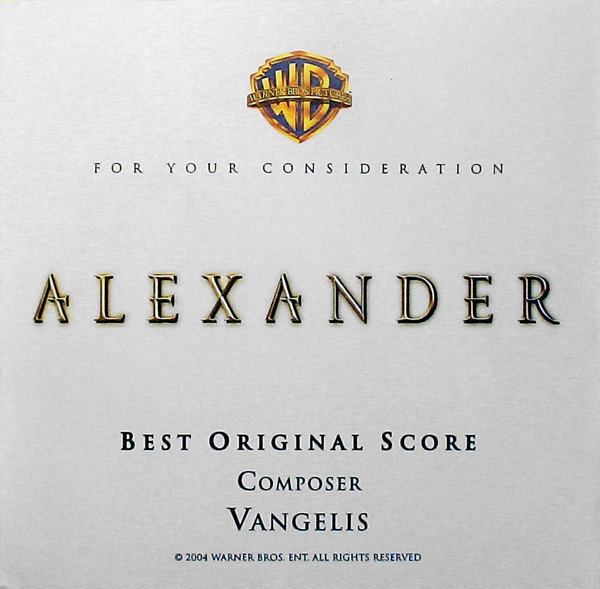 WB
WARNER BROS. PICTURES
FOR YOUR CONSIDERATION
ALEXANDER
BEST ORIGINAL SCORE
COMPOSER
VANGELIS
© 2004 WARNER BROS. ENT. ALL RIGHTS RESERVED